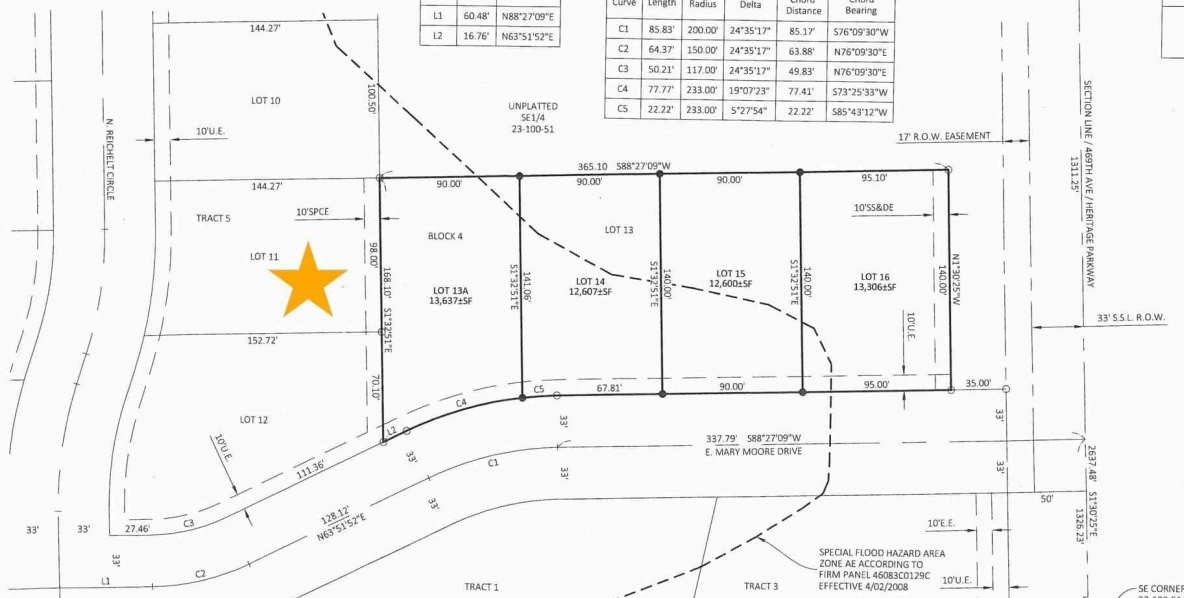 L1 60.48' N88°27'09"E
L2 16.76' N63°51'52"E
Curve Length Radius Delta Chord Distance Chord Bearing
C1 85.83' 200.00' 24°35'17" 85.17' S76°09'30"W
C2 64.37' 150.00' 24°35'17" 63.88' N76°09'30"E
C3 50.21' 117.00' 24°35'17" 49.83' N76°09'30"E
C4 77.77' 233.00' 19°07'23" 77.41' S73°25'33"W
C5 22.22' 233.00' 5°27'54" 22.22' S85°43'12"W
144.27'
LOT 10
100.50'
UNPLATTED
SE1/4
23-100-51
N. REICHELT CIRCLE
10'U.E.
17' R.O.W. EASEMENT
SECTION LINE / 469TH AVE / HERITAGE PARKWAY
1311.25'
365.10 S88°27'09"W
144.27'
90.00'
90.00'
90.00'
95.10'
TRACT 5
10'SPCE
10'SS&DE
BLOCK 4
LOT 13
LOT 11
98.00'
168.10' S1°32'51"E
LOT 13A
13,637±SF
S1°32'51"E
141.06'
LOT 14
12,607±SF
S1°32'51"E
140.00'
LOT 15
12,600±SF
S1°32'51"E
140.00'
LOT 16
13,306±SF
N1°30'25"W
140.00'
10'U.E.
33' S.S.L. R.O.W.
152.72'
70.10'
LOT 12
L2
C4
C5
67.81'
90.00'
95.00'
35.00'
33'
33'
10'U.E.
111.36'
33'
C1
337.79' S88°27'09"W
E. MARY MOORE DRIVE
33'
33'
33'
2637.48' S1°30'25"E
1326.23'
128.12'
N63°51'52"E
50'
33'
33'
27.46'
C3
33'
10'E.E.
SPECIAL FLOOD HAZARD AREA
ZONE AE ACCORDING TO
FIRM PANEL 46083C0129C
EFFECTIVE 4/02/2008
L1
C2
TRACT 1
TRACT 3
10'U.E.
SE CORNER